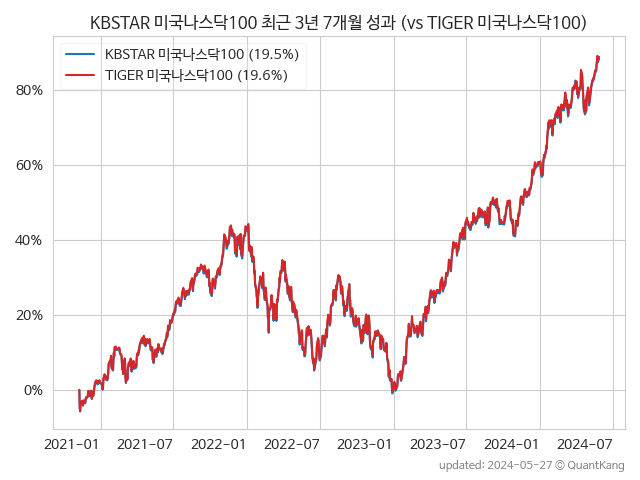 KBSTAR 미국나스닥100 최근 3년 7개월 성과 (vs TIGER 미국나스닥100)
KBSTAR 미국나스닥100 (19.5%)
TIGER 미국나스닥100 (19.6%)
80%
60%
40%
20%
0%
2021-01 2021-07 2022-01 2022-07 2023-01 2023-07 2024-01 2024-07
updated: 2024-05-27 © QuantKang